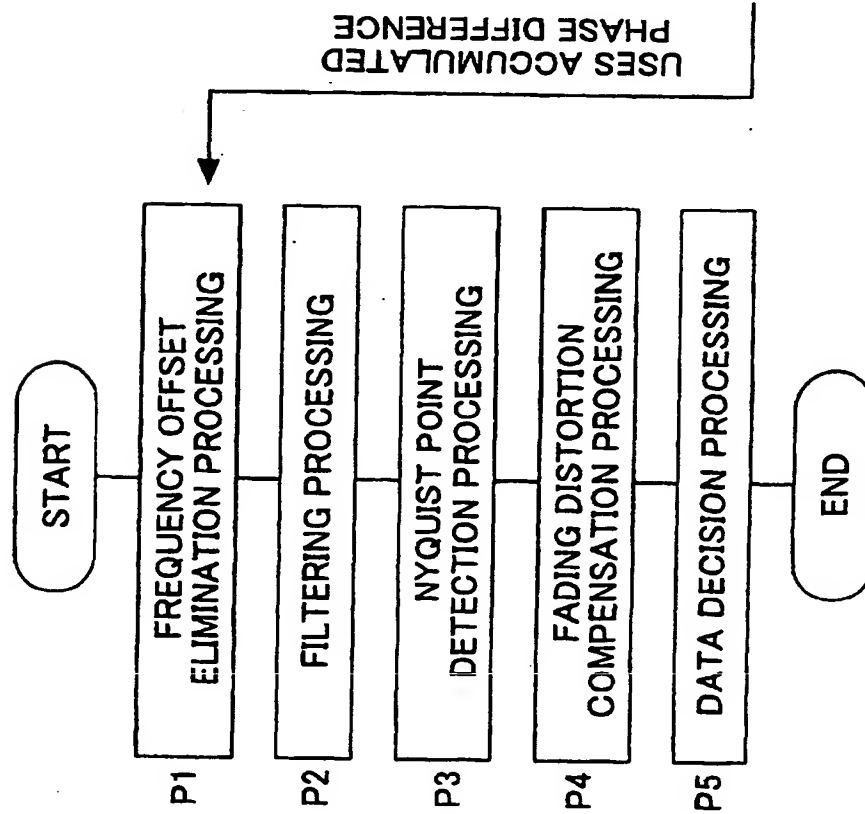 START
P1
FREQUENCY OFFSET
ELIMINATION PROCESSING
USES ACCUMULATED
PHASE DIFFERENCE
P2
FILTERING PROCESSING
P3
NYQUIST POINT
DETECTION PROCESSING
P4
FADING DISTORTION
COMPENSATION PROCESSING
P5
DATA DECISION PROCESSING
END